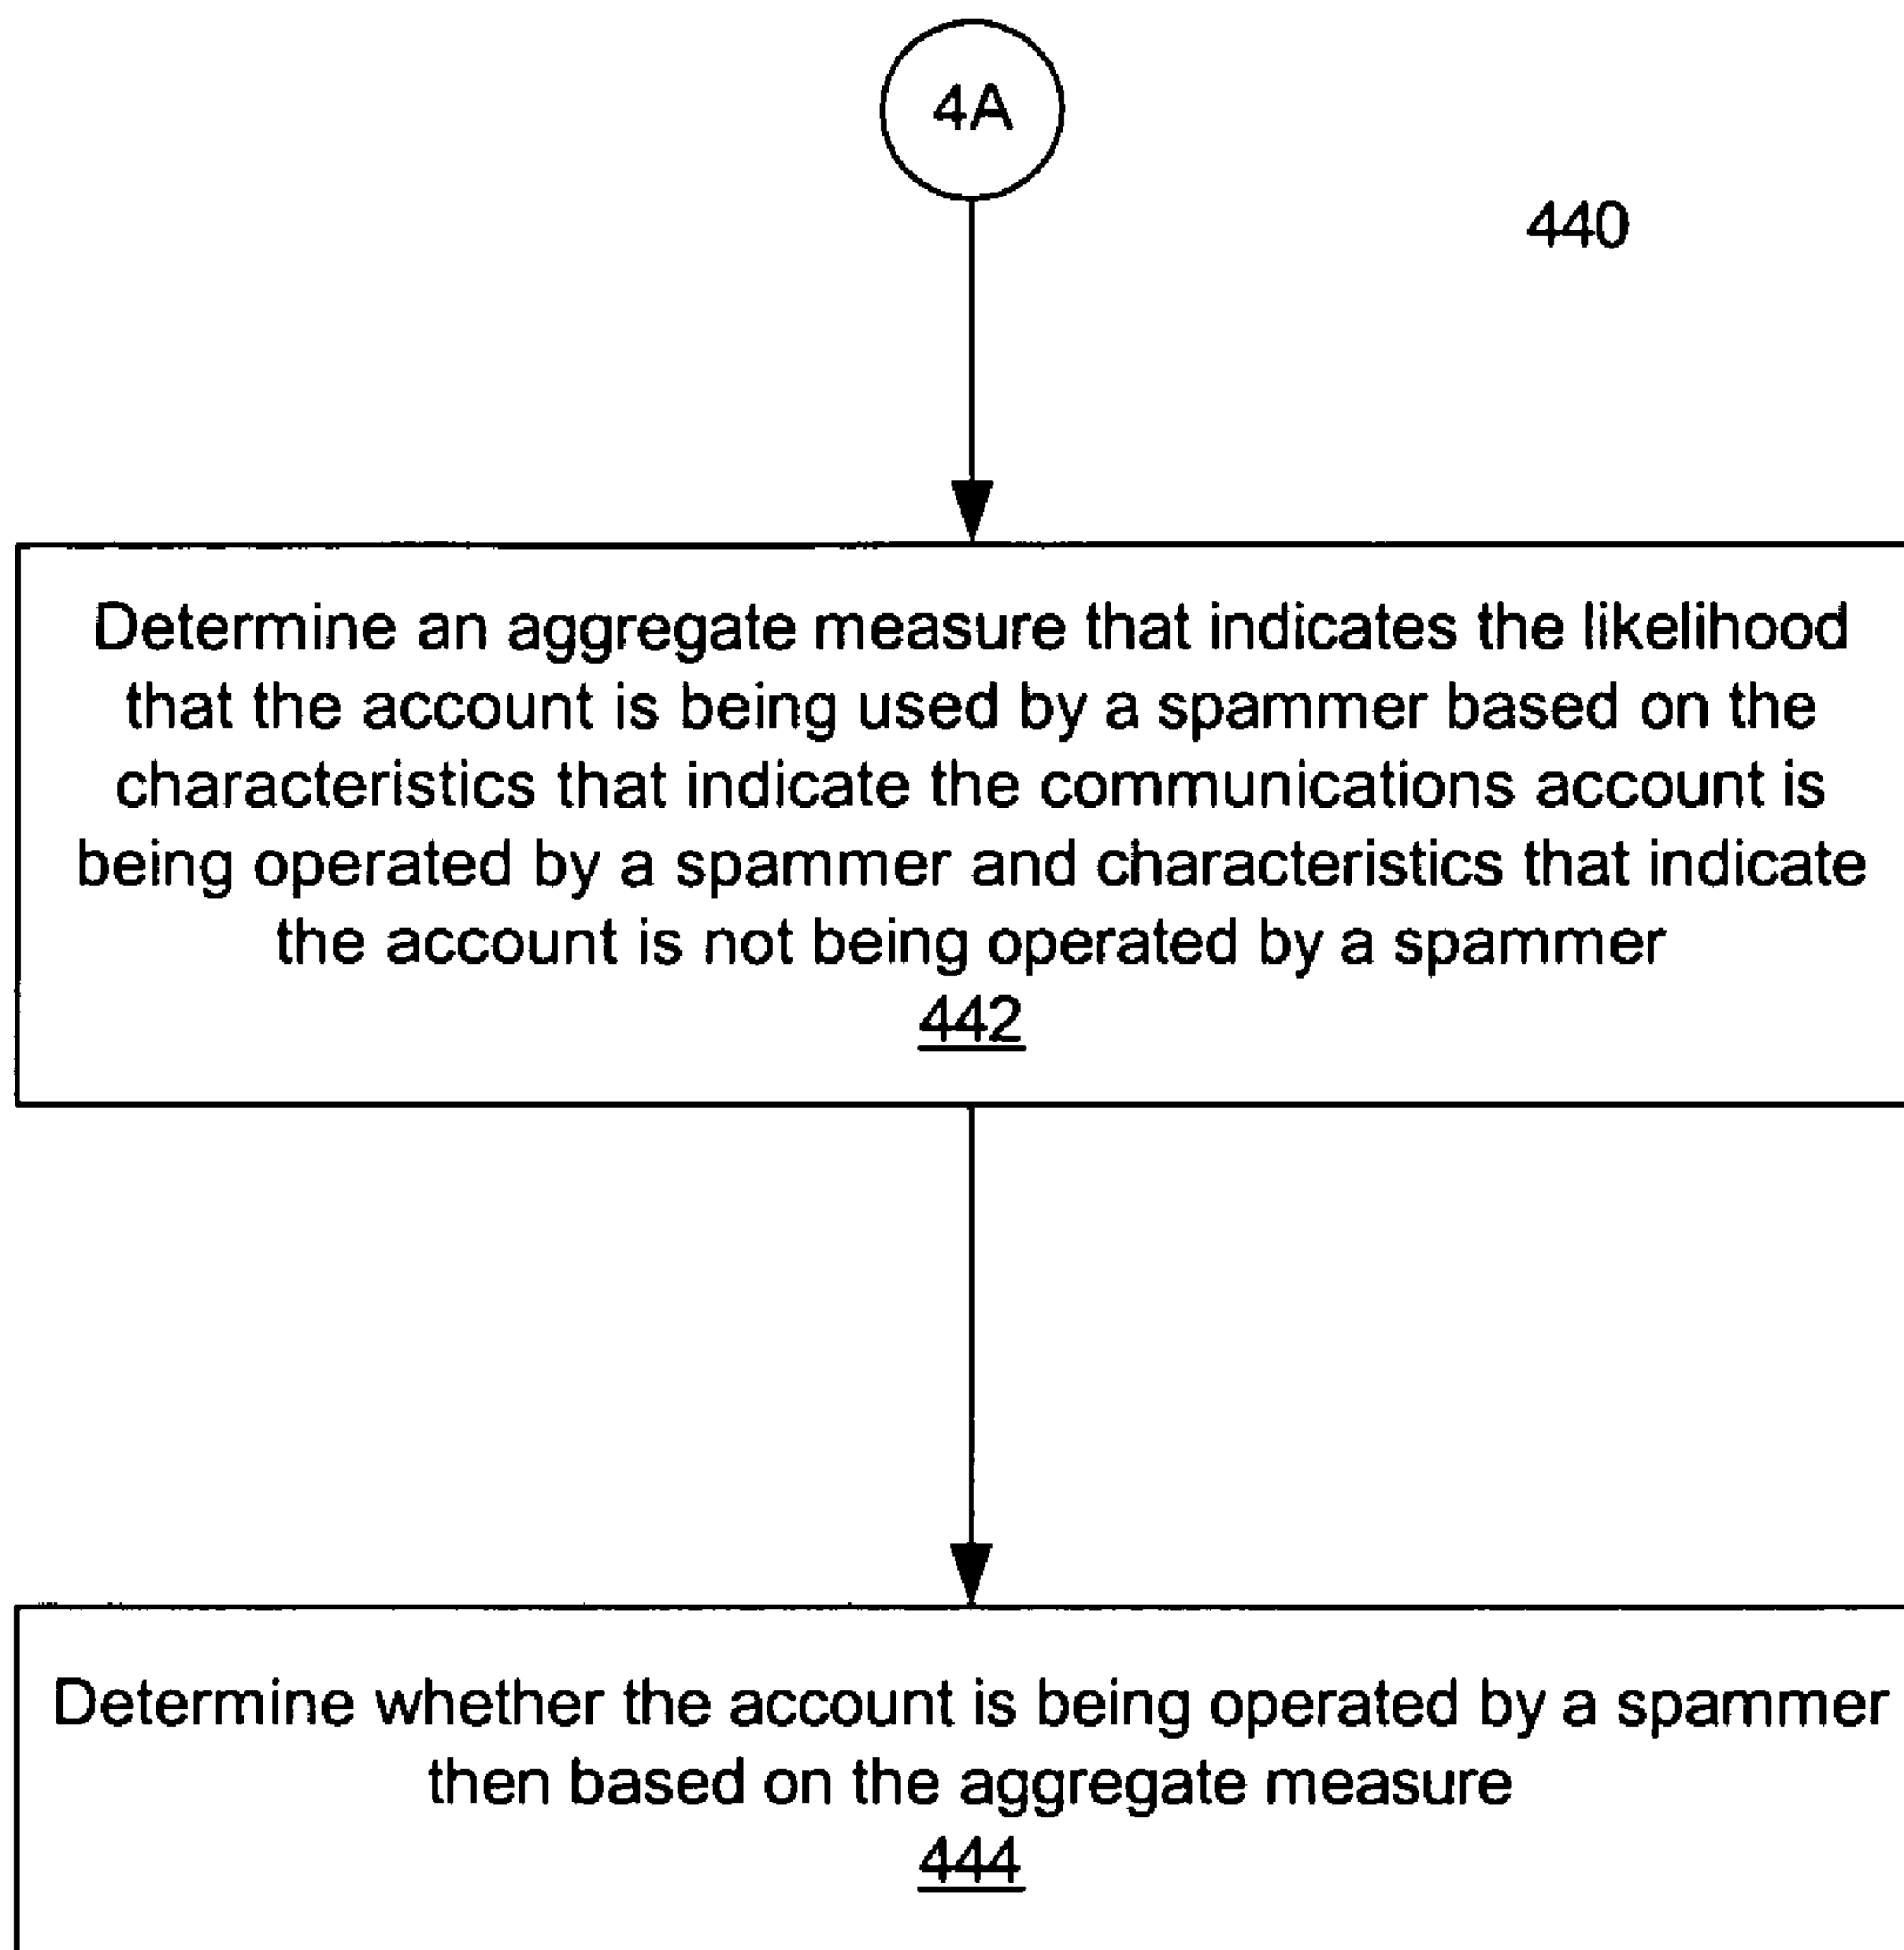 4A
440
Determine an aggregate measure that indicates the likelihood
that the account is being used by a spammer based on the
characteristics that indicate the communications account is
being operated by a spammer and characteristics that indicate
the account is not being operated by a spammer
442
Determine whether the account is being operated by a spammer
then based on the aggregate measure
444